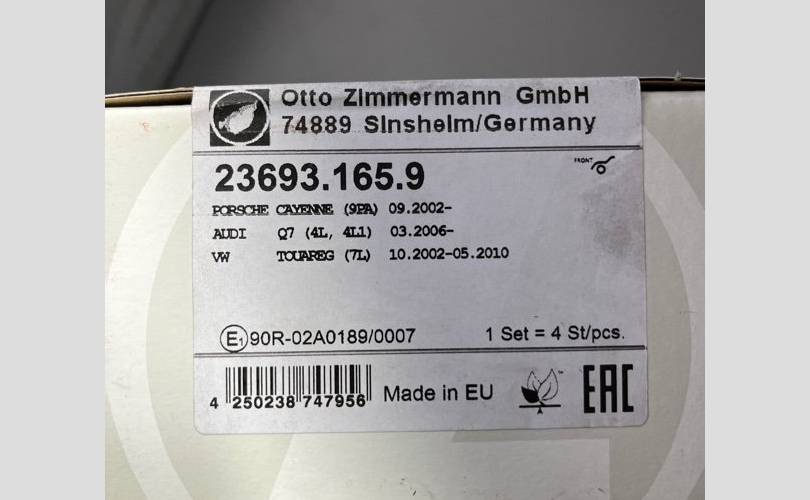 Otto Zimmermann GmbH
74889 Sinsheim/Germany
23693.165.9
FRONT
PORSCHE CAYENNE (9PA) 09.2002-
AUDI Q7 (4L, 4L1) 03.2006-
VW TOUAREG (7L) 10.2002-05.2010
E1 90R-02A0189/0007
1 Set = 4 St/pcs.
4 250238 747956
Made in EU
TM
EAC